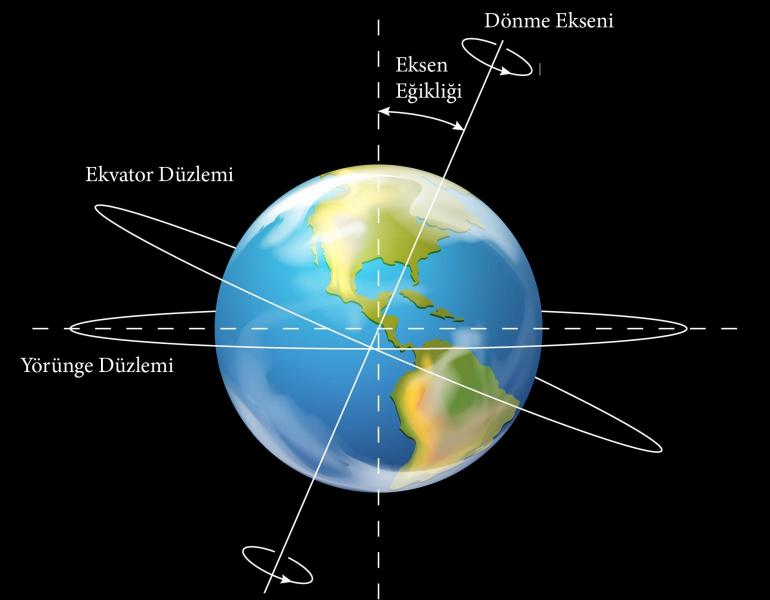 Dönme Ekseni
Eksen
Eğikliği
Ekvator Düzlemi
Yörünge Düzlemi